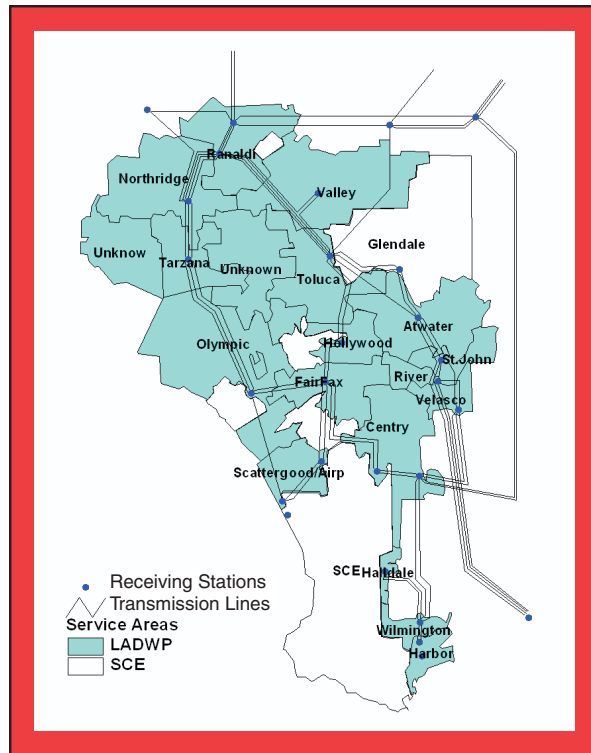 Ranaldi
Northridge
Valley
Glendale
Unknow
Tarzana
Unknown
Toluca
Atwater
Olympic
Hollywood
St.John
River
FairFax
Velasco
Centry
Scattergood/Airp
SCE
Halldale
Receiving Stations
Transmission Lines
Service Areas
Wilmington
LADWP
Harbor
SCE